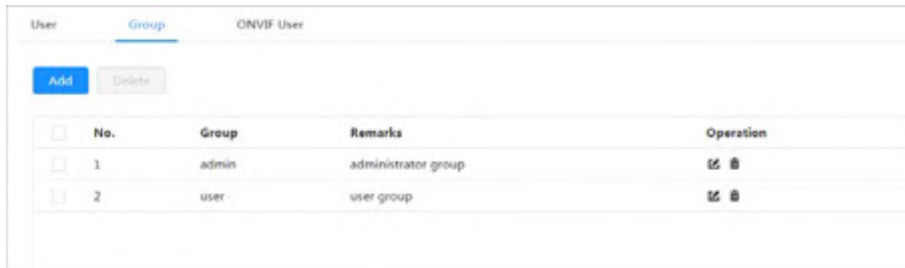 User Group ONVIF User
Add Delete
No. Group Remarks Operation
1 admin administrator group
2 user user group